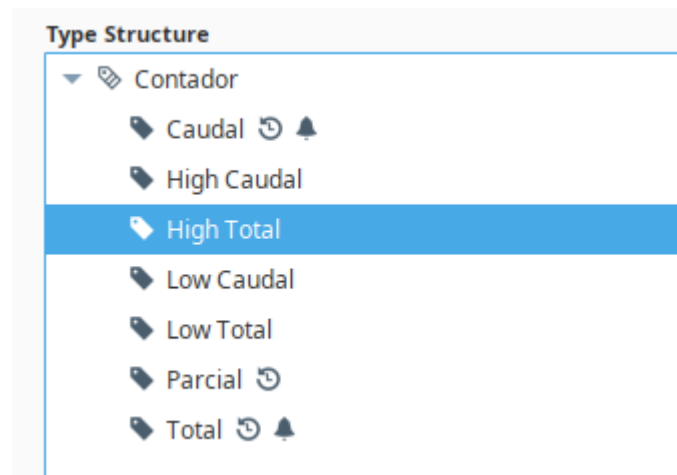 Type Structure
Contador
Caudal
High Caudal
High Total
Low Caudal
Low Total
Parcial
Total